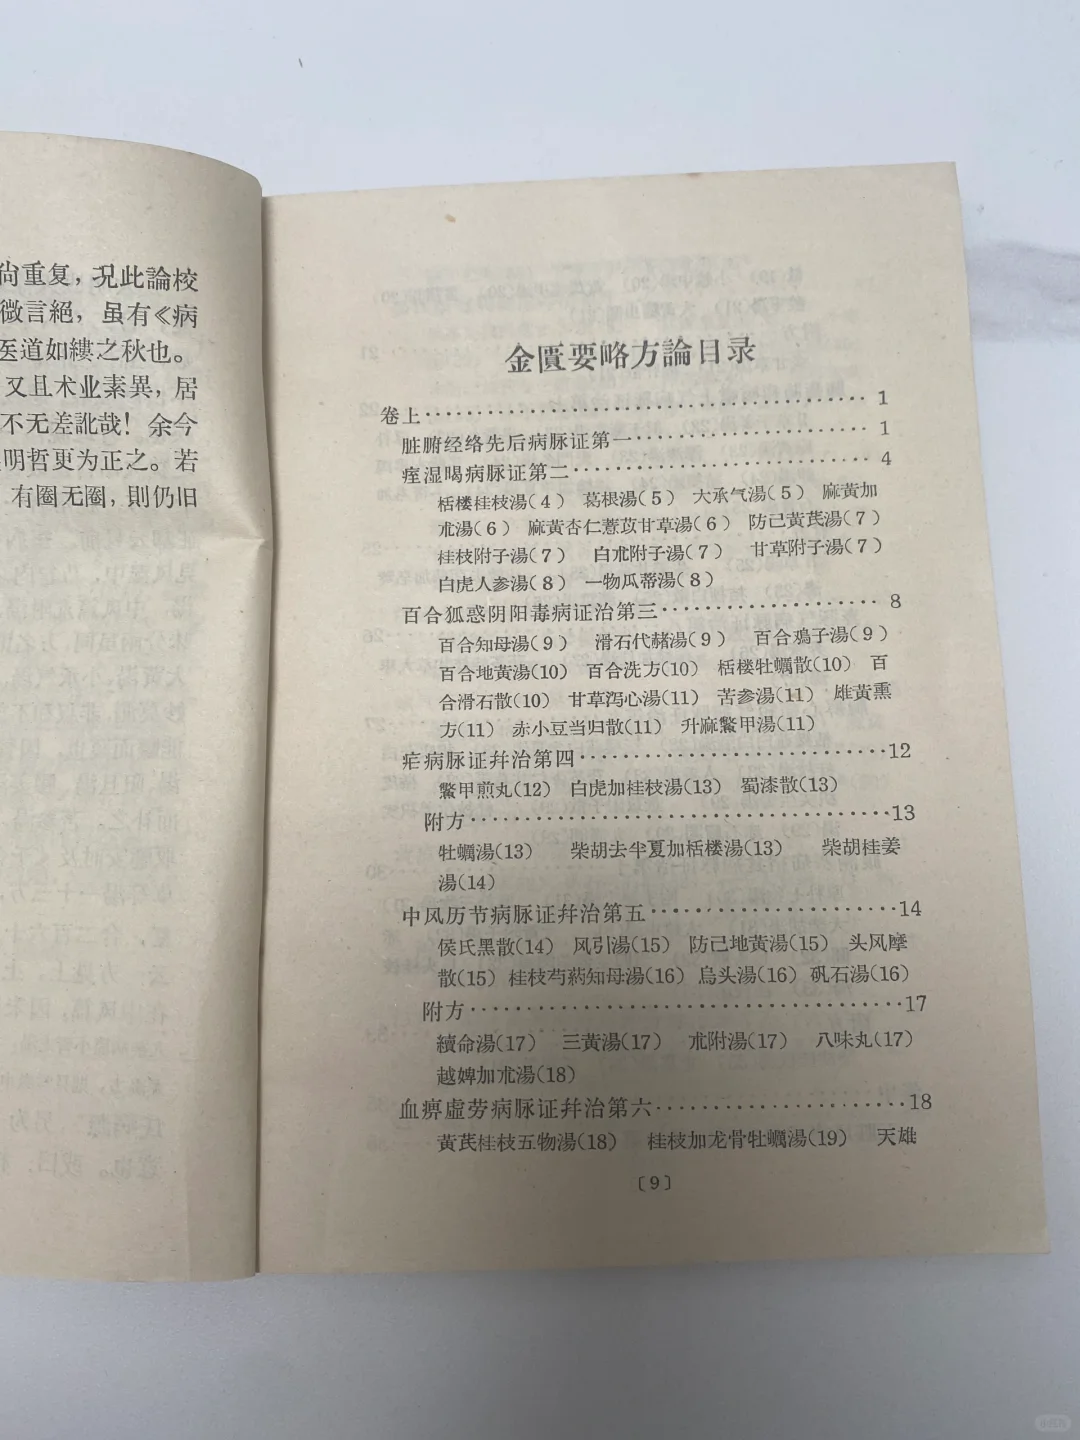 尙重复，况此論校
微言絕，虽有《病
医道如縷之秋也。
又且术业素異，居
不无差訛哉！余今
明哲更为正之。若
有圈无圈，則仍旧
金匱要略方論目录
卷上……………………………………1
脏腑经络先后病脉证第一……………………1
痓湿暍病脉证第二……………………4
栝楼桂枝湯(4) 葛根湯(5) 大承气湯(5) 麻黃加
朮湯(6) 麻黃杏仁薏苡甘草湯(6) 防己黃芪湯(7)
桂枝附子湯(7) 白朮附子湯(7) 甘草附子湯(7)
白虎人参湯(8) 一物瓜蒂湯(8)
百合狐惑阴阳毒病证治第三……………………8
百合知母湯(9) 滑石代赭湯(9) 百合鷄子湯(9)
百合地黃湯(10) 百合洗方(10) 栝楼牡蠣散(10) 百
合滑石散(10) 甘草泻心湯(11) 苦参湯(11) 雄黃熏
方(11) 赤小豆当归散(11) 升麻鱉甲湯(11)
疟病脉证幷治第四……………………12
鱉甲煎丸(12) 白虎加桂枝湯(13) 蜀漆散(13)
附方……………………………………13
牡蠣湯(13) 柴胡去半夏加栝楼湯(13) 柴胡桂姜
湯(14)
中风历节病脉证幷治第五……………………14
侯氏黑散(14) 风引湯(15) 防己地黃湯(15) 头风摩
散(15) 桂枝芍药知母湯(16) 烏头湯(16) 矾石湯(16)
附方……………………………………17
續命湯(17) 三黃湯(17) 朮附湯(17) 八味丸(17)
越婢加朮湯(18)
血痹虛劳病脉证幷治第六……………………18
黃芪桂枝五物湯(18) 桂枝加龙骨牡蠣湯(19) 天雄
〔9〕